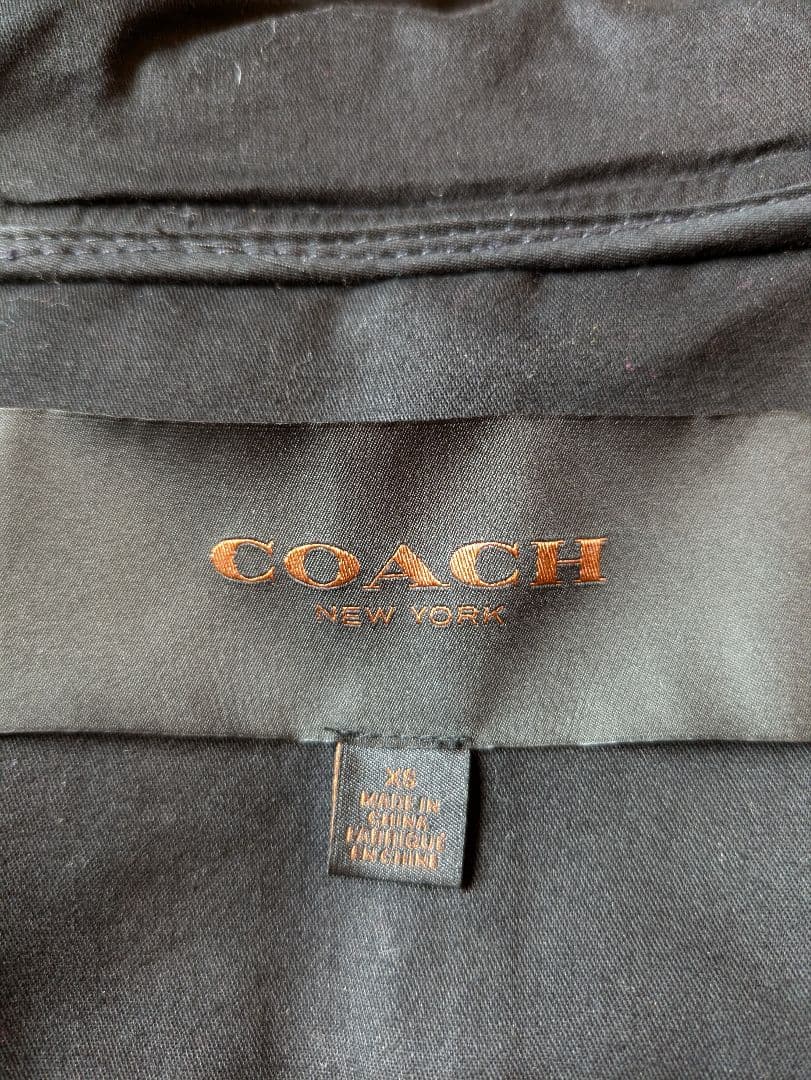 COACH
NEW YORK
XS
MADE IN
CHINA
FABRIQUÉ
EN CHINE